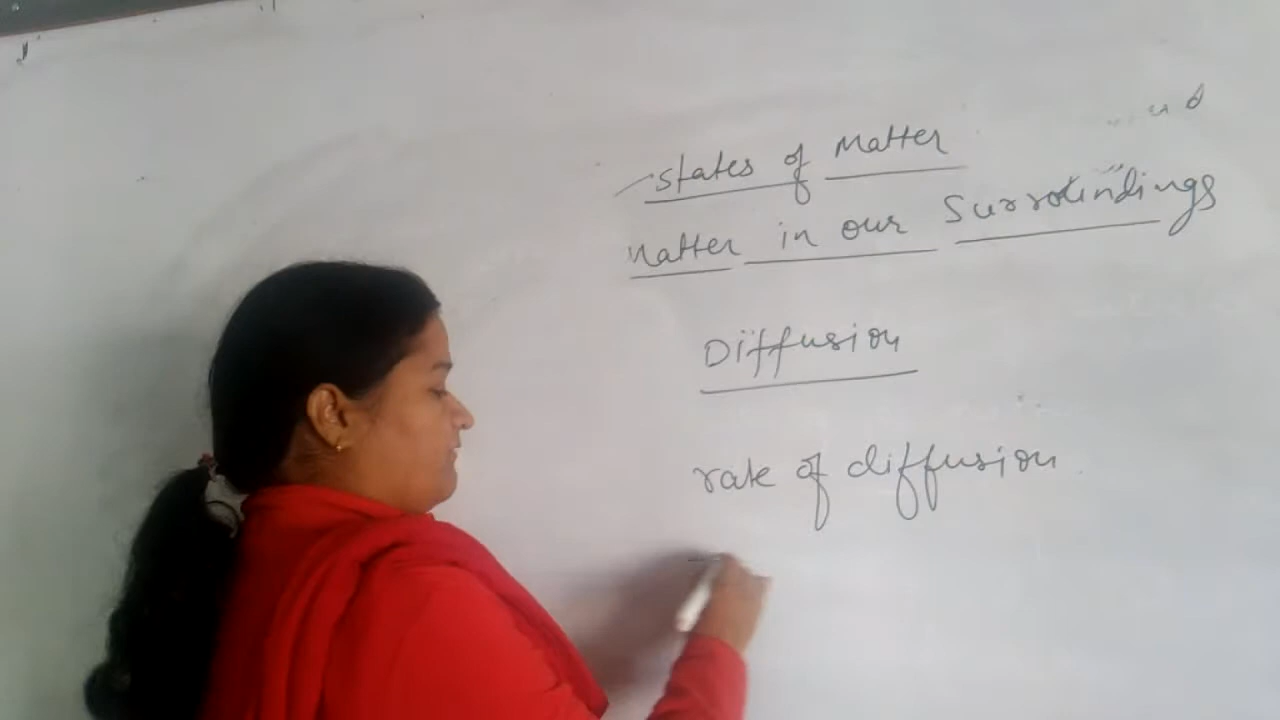 States of Matter
Matter in our Surroundings
Diffusion
rate of diffusion